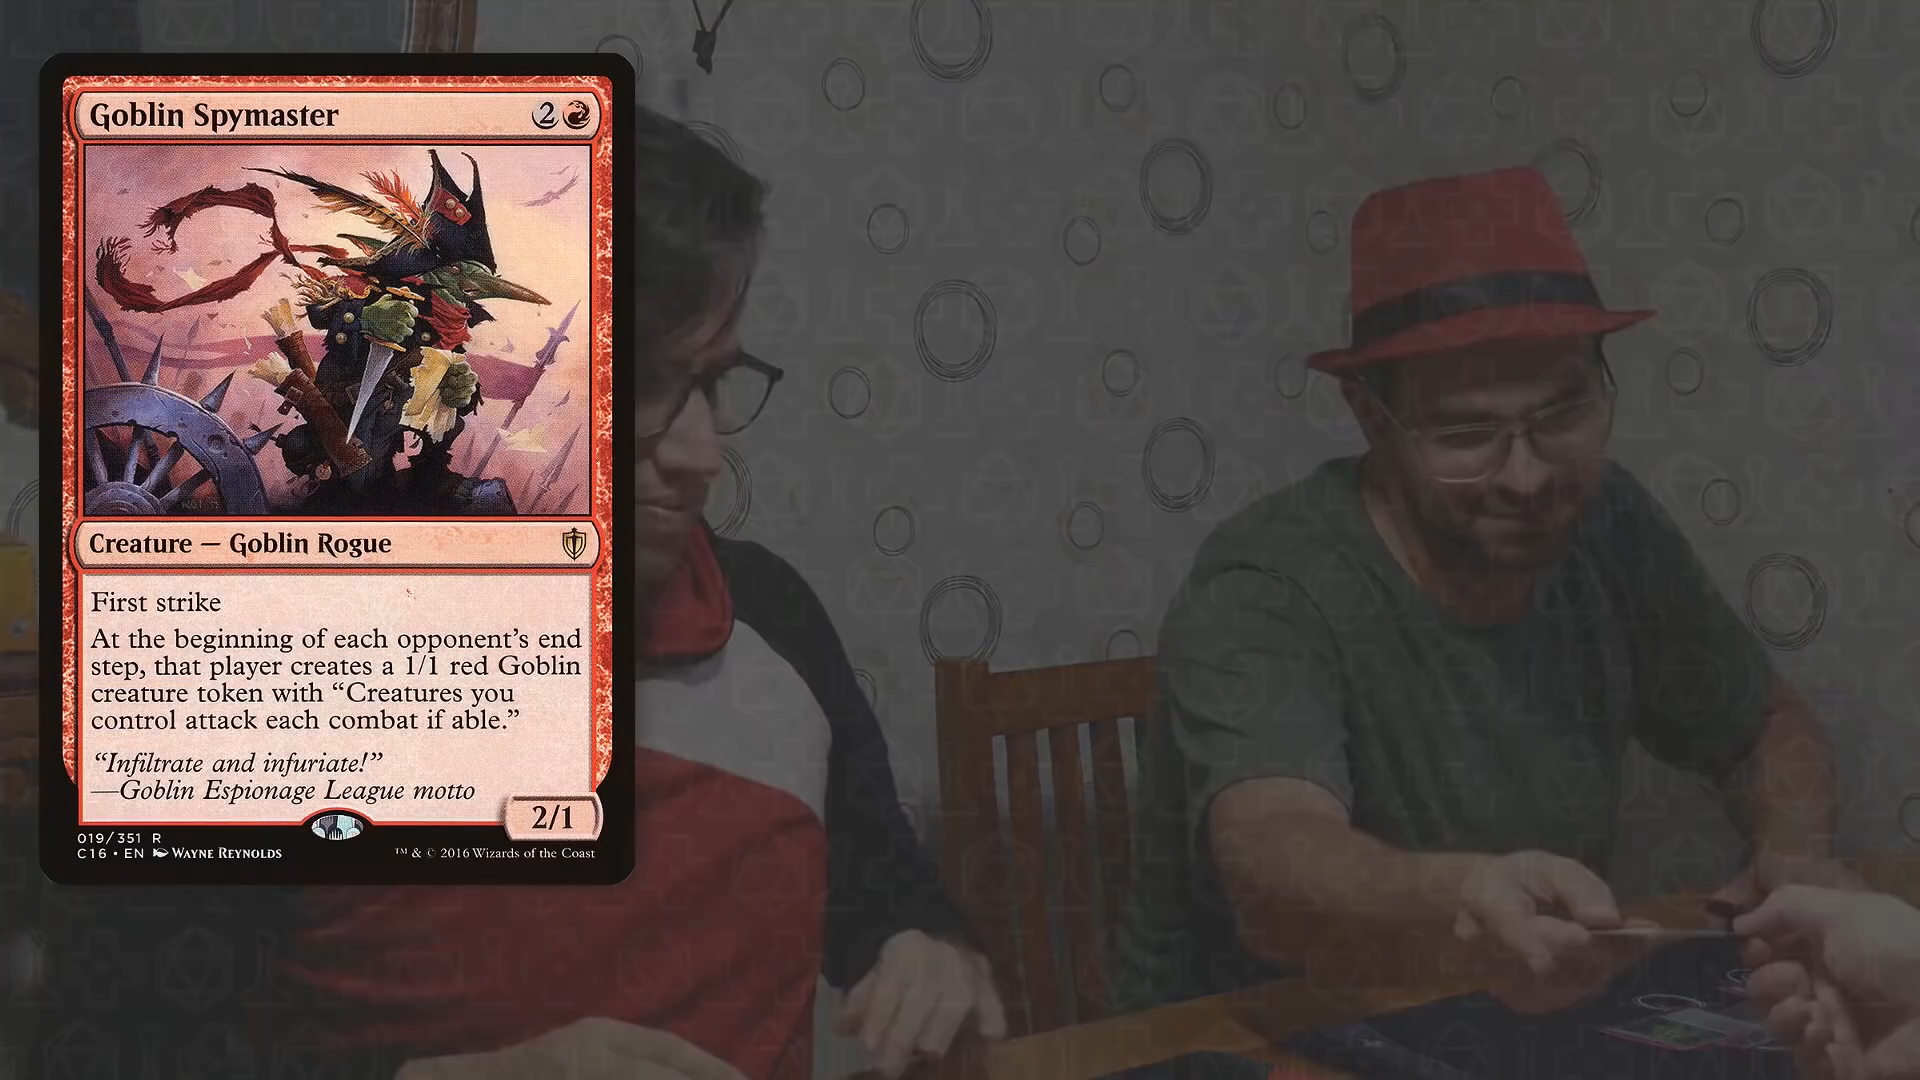 Goblin Spymaster 2
Creature — Goblin Rogue
First strike
At the beginning of each opponent's end
step, that player creates a 1/1 red Goblin
creature token with “Creatures you
control attack each combat if able.”
“Infiltrate and infuriate!”
—Goblin Espionage League motto
2/1
019/351 R
C16 • EN WAYNE REYNOLDS
™ & © 2016 Wizards of the Coast